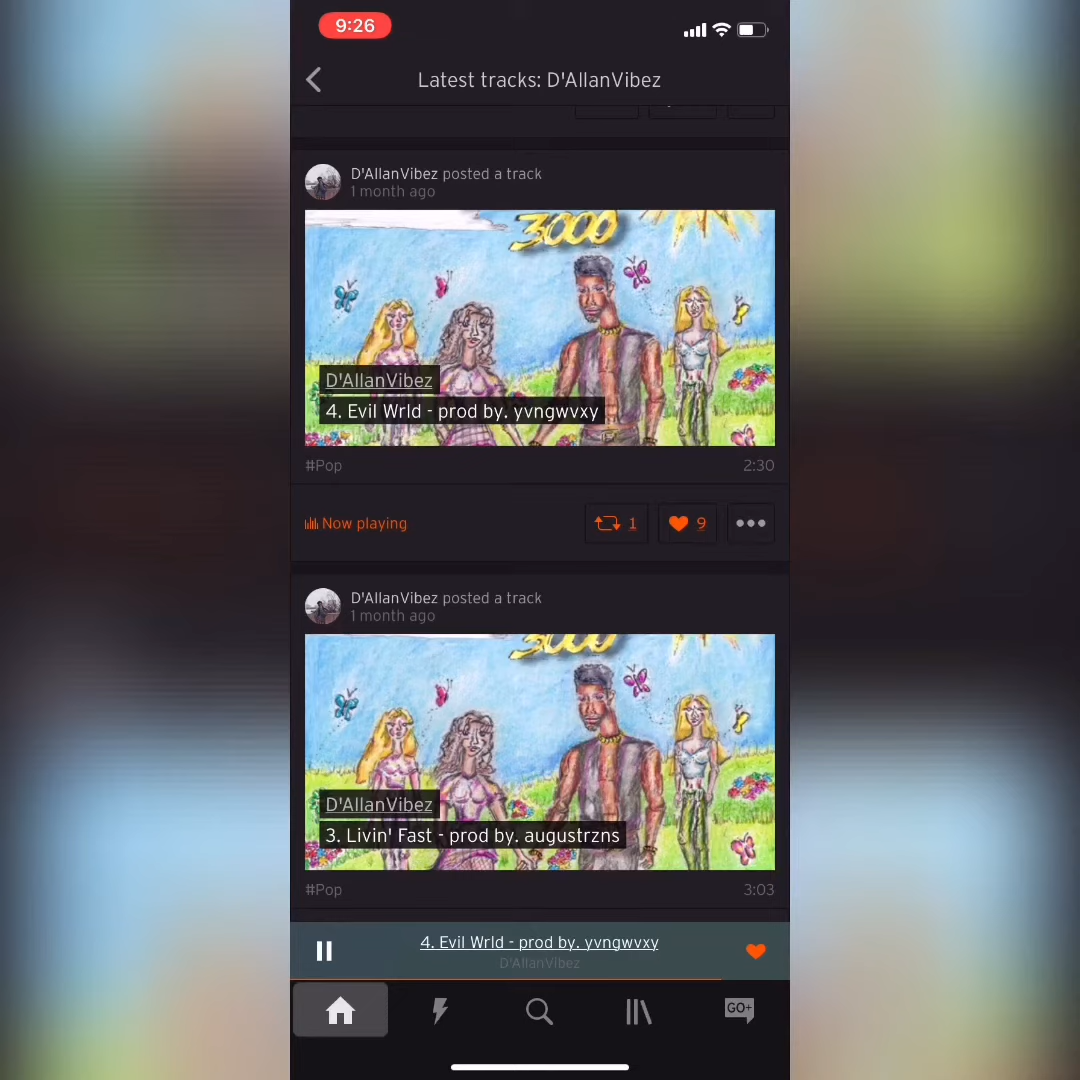 9:26
Latest tracks: D'AllanVibez
D'AllanVibez posted a track
1 month ago
3000
D'AllanVibez
4. Evil Wrld - prod by. yvngwvxy
#Pop
2:30
Now playing
1
9
D'AllanVibez posted a track
1 month ago
3000
D'AllanVibez
3. Livin' Fast - prod by. augustrzns
#Pop
3:03
4. Evil Wrld - prod by. yvngwvxy
D'AllanVibez
GO+